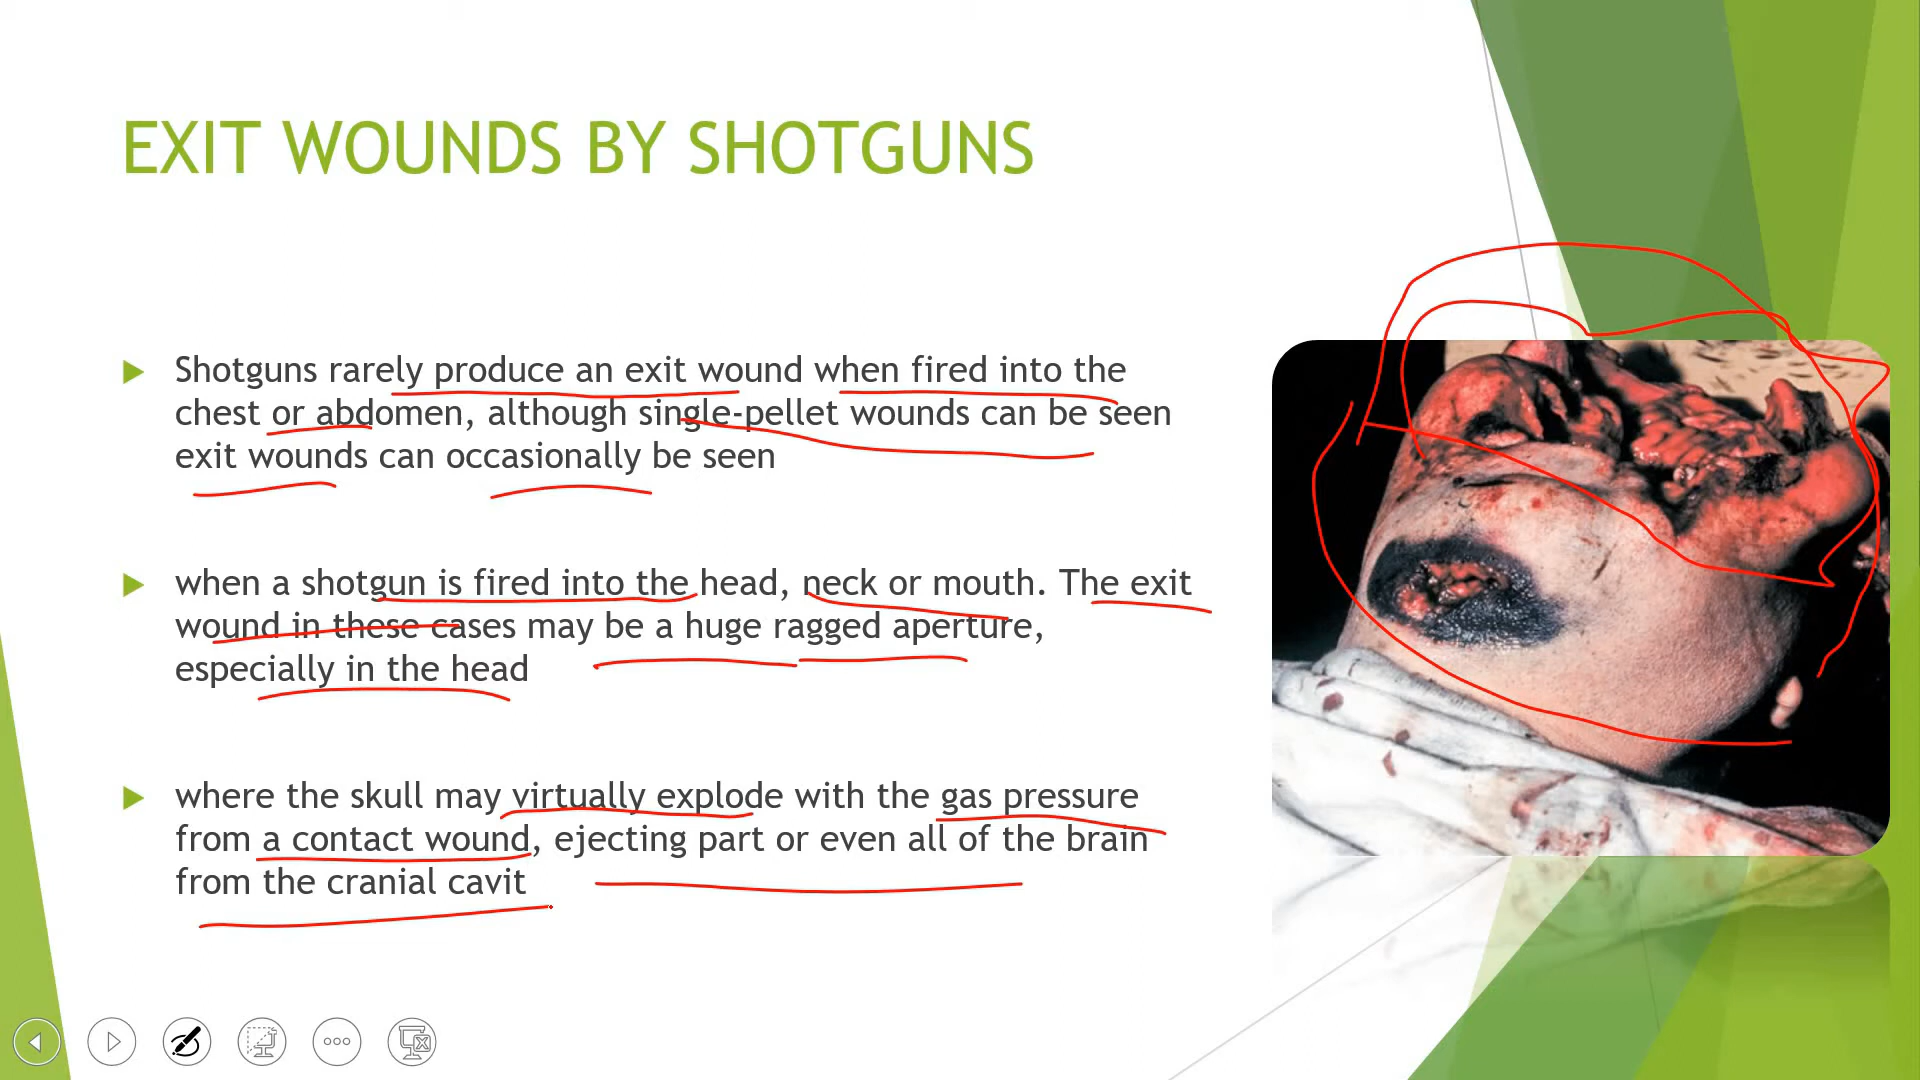 EXIT WOUNDS BY SHOTGUNS
Shotguns rarely produce an exit wound when fired into the
chest or abdomen, although single-pellet wounds can be seen
exit wounds can occasionally be seen
when a shotgun is fired into the head, neck or mouth. The exit
wound in these cases may be a huge ragged aperture,
especially in the head
where the skull may virtually explode with the gas pressure
from a contact wound, ejecting part or even all of the brain
from the cranial cavit